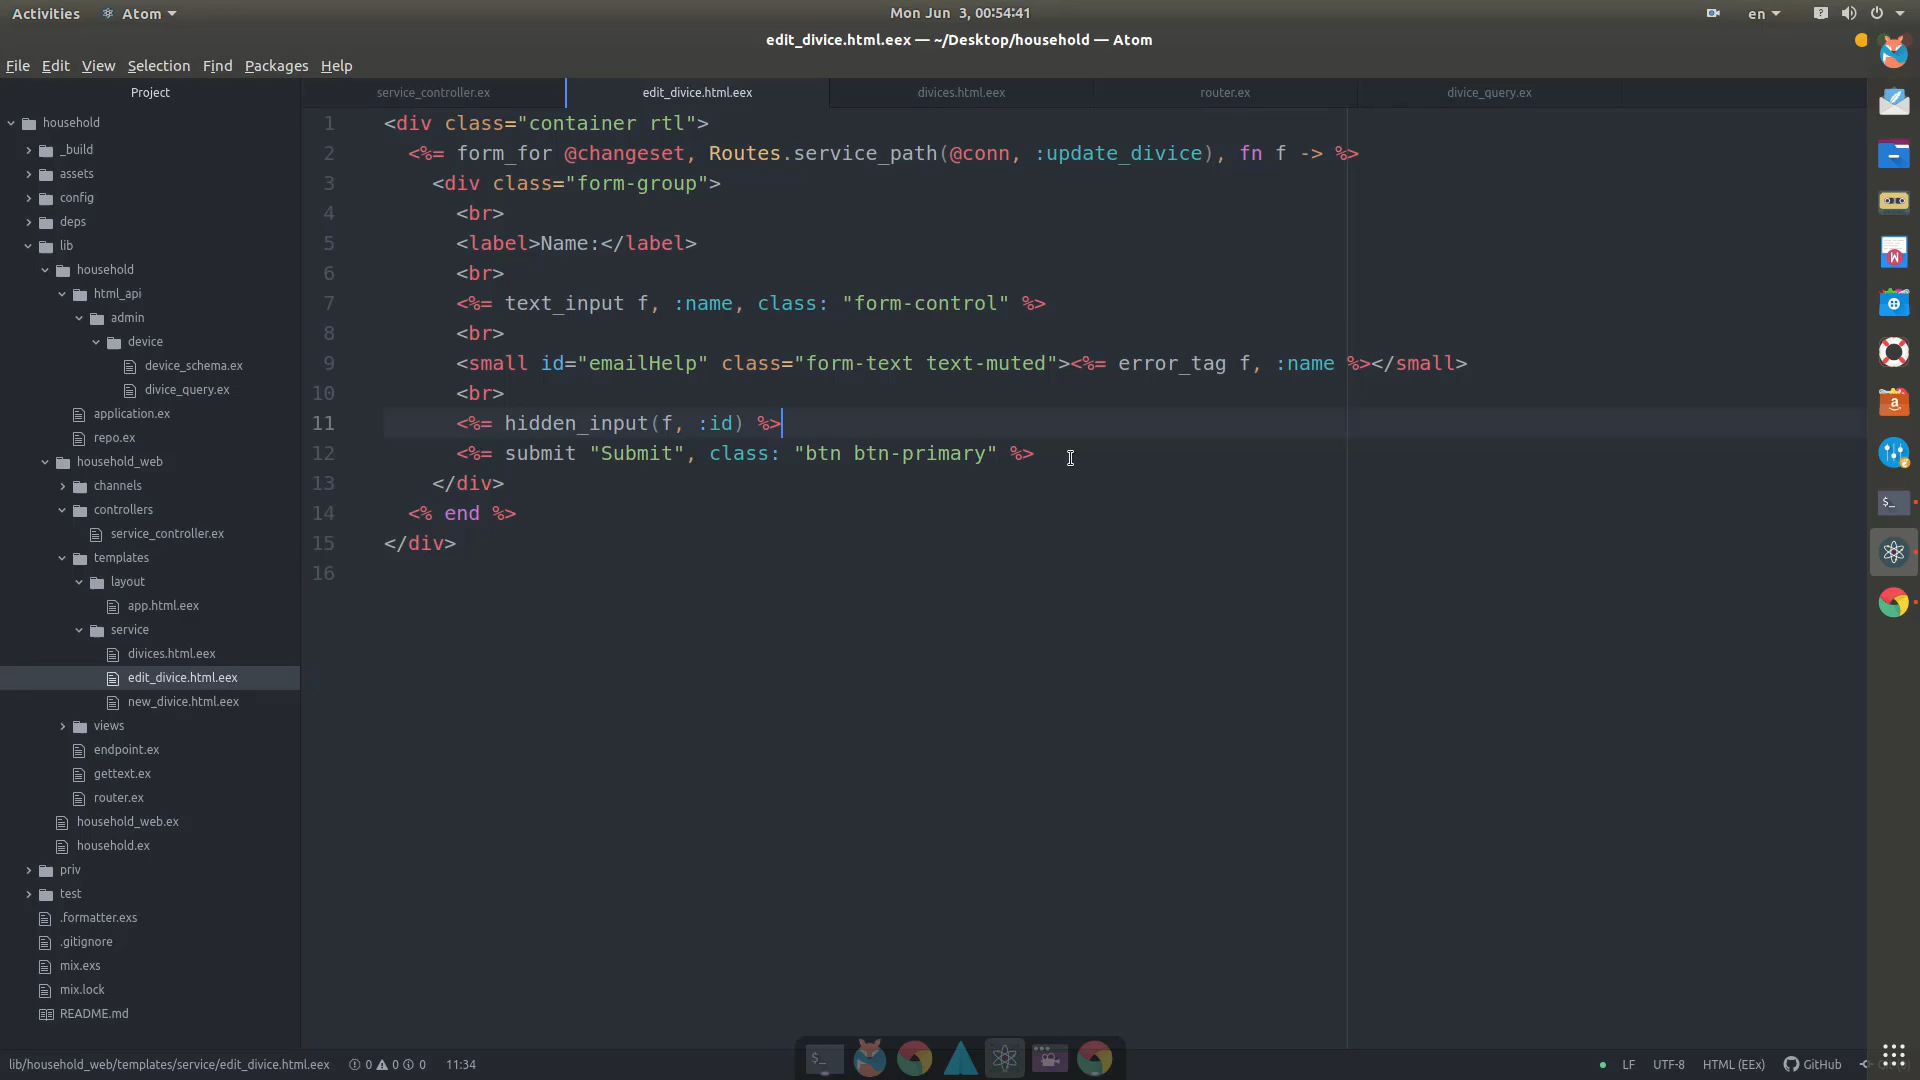 Activities Atom Mon Jun 3, 00:54:41 en
edit_divice.html.eex — ~/Desktop/household — Atom
File Edit View Selection Find Packages Help
Project service_controller.ex edit_divice.html.eex divices.html.eex router.ex divice_query.ex
household
_build
assets
config
deps
lib
household
html_api
admin
device
device_schema.ex
divice_query.ex
application.ex
repo.ex
household_web
channels
controllers
service_controller.ex
templates
layout
app.html.eex
service
divices.html.eex
edit_divice.html.eex
new_divice.html.eex
views
endpoint.ex
gettext.ex
router.ex
household_web.ex
household.ex
priv
test
.formatter.exs
.gitignore
mix.exs
mix.lock
README.md
1 <div class="container rtl">
2 <%= form_for @changeset, Routes.service_path(@conn, :update_divice), fn f -> %>
3 <div class="form-group">
4 <br>
5 <label>Name:</label>
6 <br>
7 <%= text_input f, :name, class: "form-control" %>
8 <br>
9 <small id="emailHelp" class="form-text text-muted"><%= error_tag f, :name %></small>
10 <br>
11 <%= hidden_input(f, :id) %>
12 <%= submit "Submit", class: "btn btn-primary" %>
13 </div>
14 <% end %>
15 </div>
16
lib/household_web/templates/service/edit_divice.html.eex 0 0 0 11:34 LF UTF-8 HTML (EEx) GitHub